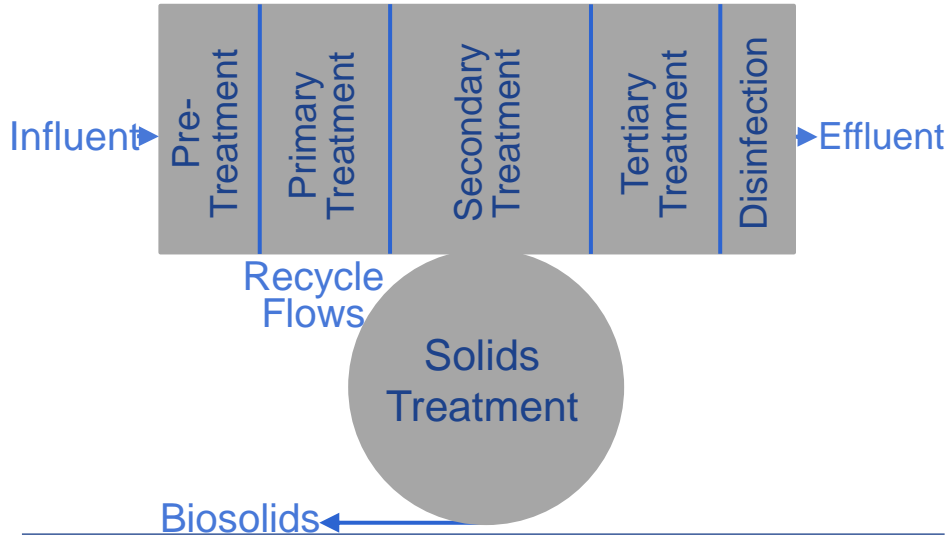 Influent
Pre-
Treatment
Primary
Treatment
Secondary
Treatment
Tertiary
Treatment
Disinfection
Effluent
Recycle
Flows
Solids
Treatment
Biosolids